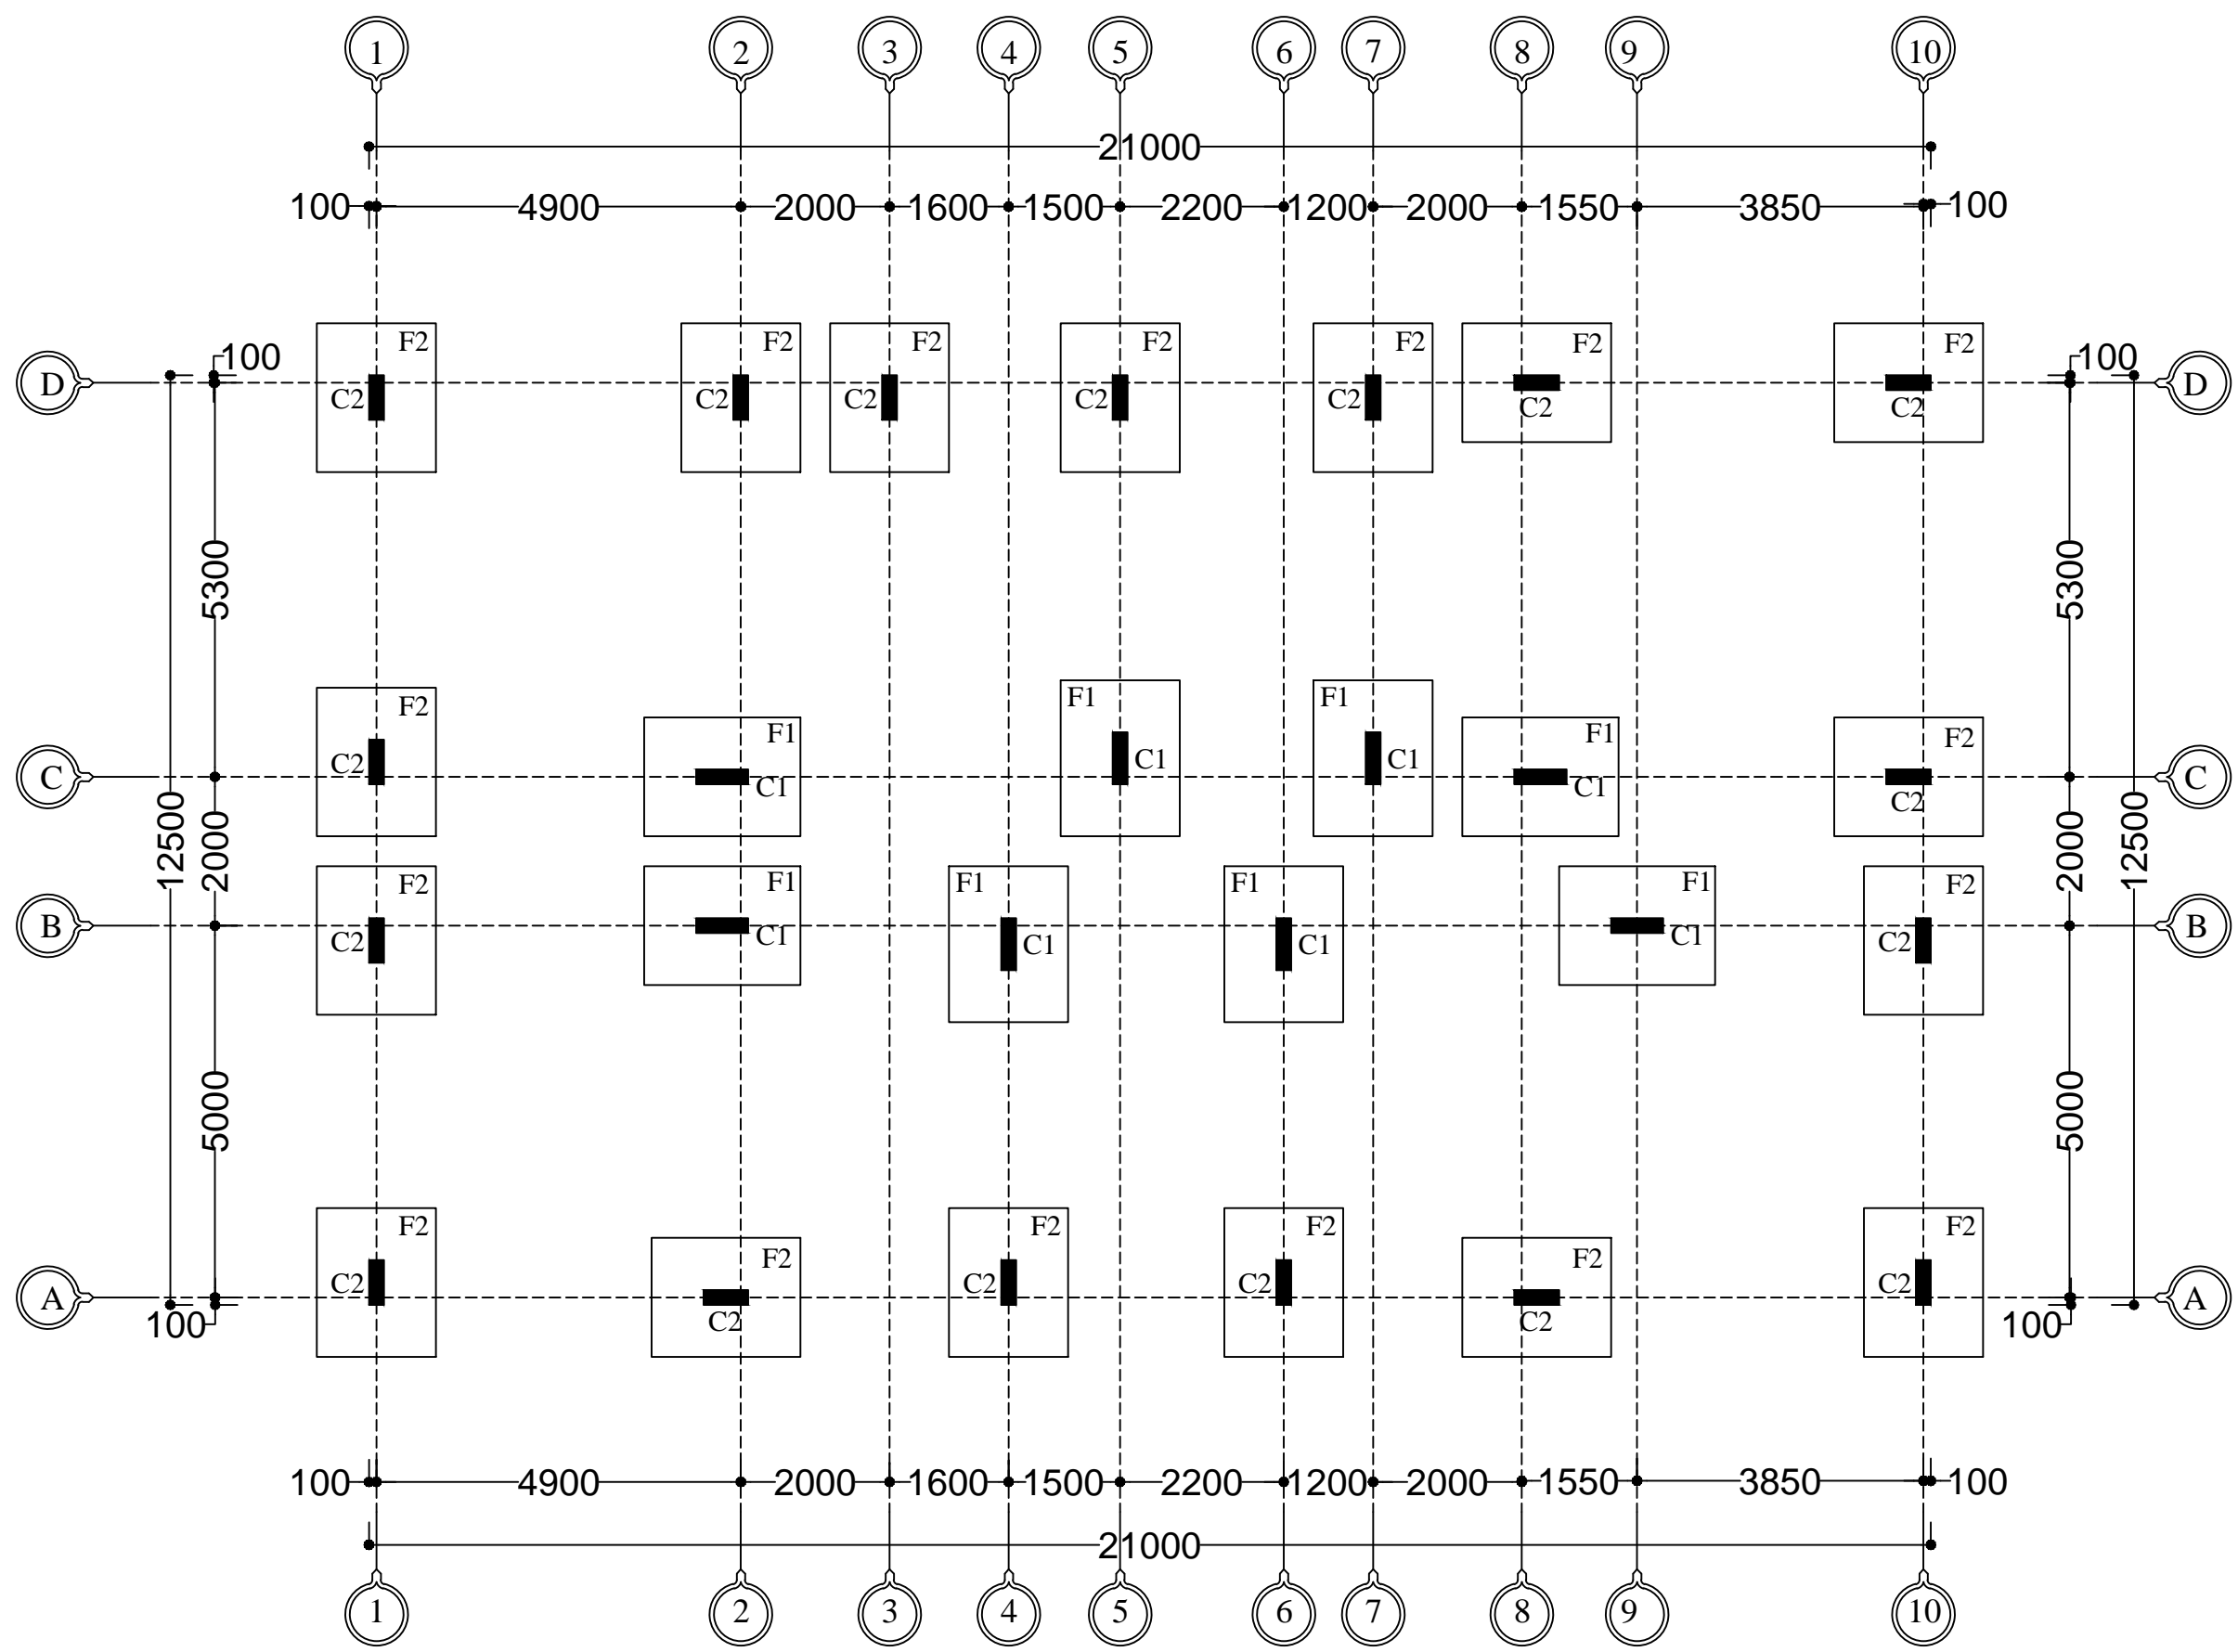 1 2 3 4 5 6 7 8 9 10
21000
100 4900 2000 1600 1500 2200 1200 2000 1550 3850 100
F2 F2 F2 F2 F2 F2 F2
100 100
D D
C2 C2 C2 C2 C2 C2 C2
5300 5300
F2 F1 F1 F1 F1 F2
C2 C1 C1 C1 C1 C2
C C
12500 2000 2000 12500
F2 F1 F1 F1 F1 F2
B B
C2 C1 C1 C1 C1 C2
5000 5000
F2 F2 F2 F2 F2 F2
C2 C2 C2 C2 C2 C2
A A
100 100
100 4900 2000 1600 1500 2200 1200 2000 1550 3850 100
21000
1 2 3 4 5 6 7 8 9 10